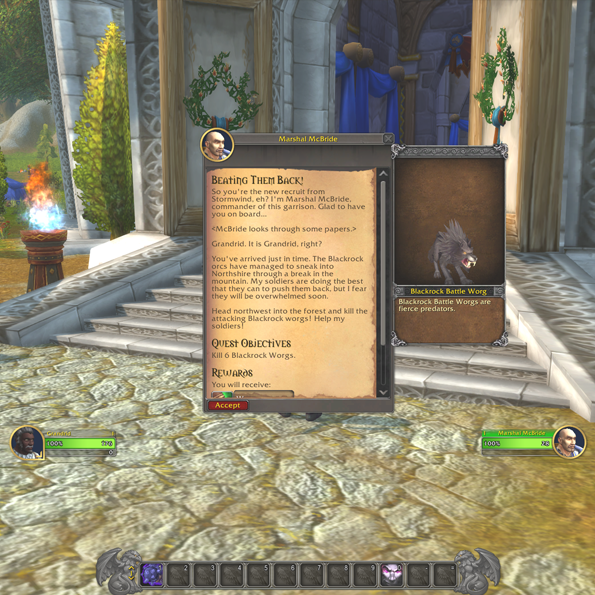 Marshal McBride
Beating Them Back!
So you're the new recruit from
Stormwind, eh? I'm Marshal McBride,
commander of this garrison. Glad to have
you on board...
<McBride looks through some papers.>
Grandrid. It is Grandrid, right?
You've arrived just in time. The Blackrock
orcs have managed to sneak into
Northshire through a break in the
mountain. My soldiers are doing the best
that they can to push them back, but I fear
they will be overwhelmed soon.
Head northwest into the forest and kill the
attacking Blackrock worgs! Help my
soldiers!
Quest Objectives
Kill 6 Blackrock Worgs.
Rewards
You will receive:
Accept
Blackrock Battle Worg
Blackrock Battle Worgs are
fierce predators.
100%
0
Marshal McBride
100%
2 3 4 5 6 7 8 9 0